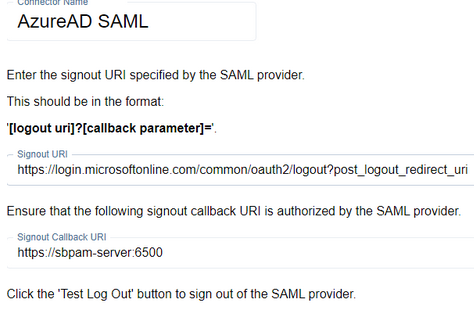 Connector Name
AzureAD SAML
Enter the signout URI specified by the SAML provider.
This should be in the format:
'[logout uri]?[callback parameter]='.
Signout URI
https://login.microsoftonline.com/common/oauth2/logout?post_logout_redirect_uri
Ensure that the following signout callback URI is authorized by the SAML provider.
Signout Callback URI
https://sbpam-server:6500
Click the 'Test Log Out' button to sign out of the SAML provider.